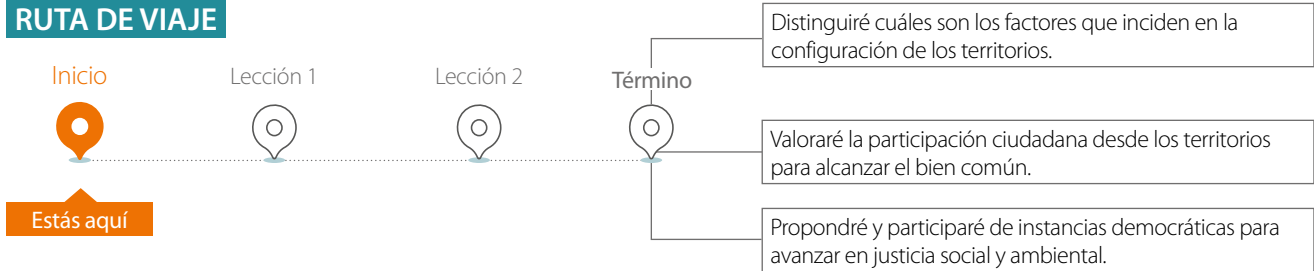 RUTA DE VIAJE
Inicio
Lección 1
Lección 2
Término
Estás aquí
Distinguiré cuáles son los factores que inciden en la
configuración de los territorios.
Valoraré la participación ciudadana desde los territorios
para alcanzar el bien común.
Propondré y participaré de instancias democráticas para
avanzar en justicia social y ambiental.